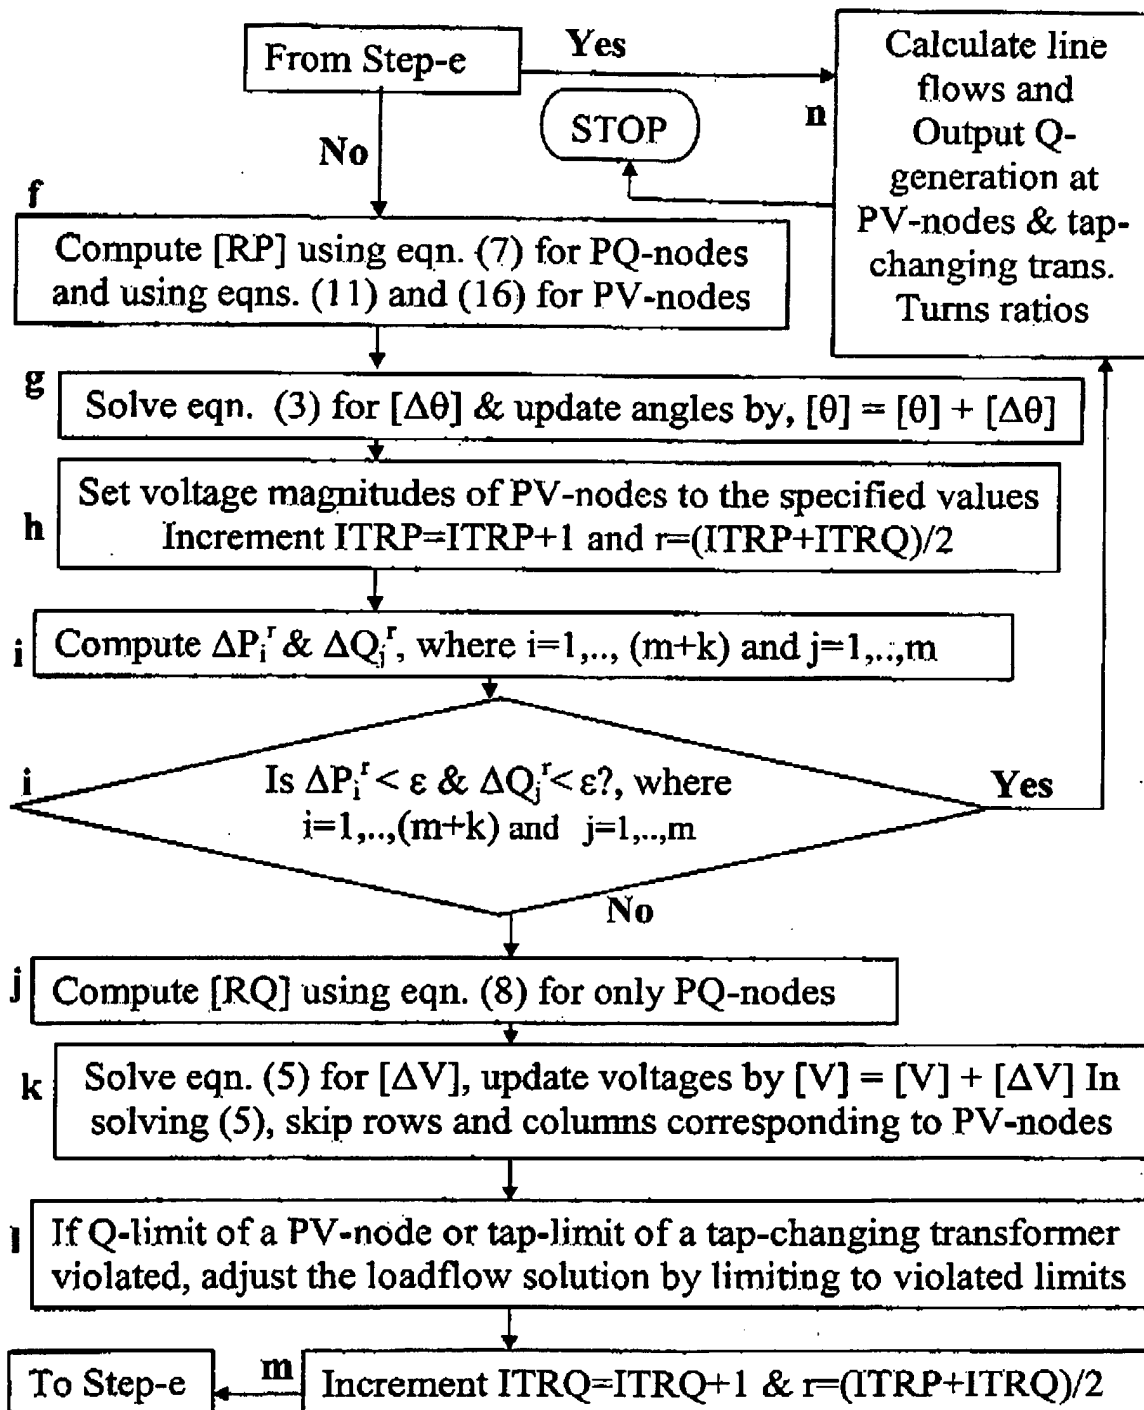 From Step-e
Yes
Calculate line
flows and
n
Output Q-
generation at
PV-nodes & tap-
changing trans.
Turns ratios
STOP
No
f
Compute [RP] using eqn. (7) for PQ-nodes
and using eqns. (11) and (16) for PV-nodes
g
Solve eqn. (3) for [Δθ] & update angles by, [θ] = [θ] + [Δθ]
h
Set voltage magnitudes of PV-nodes to the specified values
Increment ITRP=ITRP+1 and r=(ITRP+ITRQ)/2
i
Compute ΔPᵢʳ & ΔQⱼʳ, where i=1,.., (m+k) and j=1,..,m
i
Is ΔPᵢʳ < ε & ΔQⱼʳ < ε?, where
i=1,..,(m+k) and j=1,..,m
Yes
No
j
Compute [RQ] using eqn. (8) for only PQ-nodes
k
Solve eqn. (5) for [ΔV], update voltages by [V] = [V] + [ΔV] In
solving (5), skip rows and columns corresponding to PV-nodes
l
If Q-limit of a PV-node or tap-limit of a tap-changing transformer
violated, adjust the loadflow solution by limiting to violated limits
m
Increment ITRQ=ITRQ+1 & r=(ITRP+ITRQ)/2
To Step-e